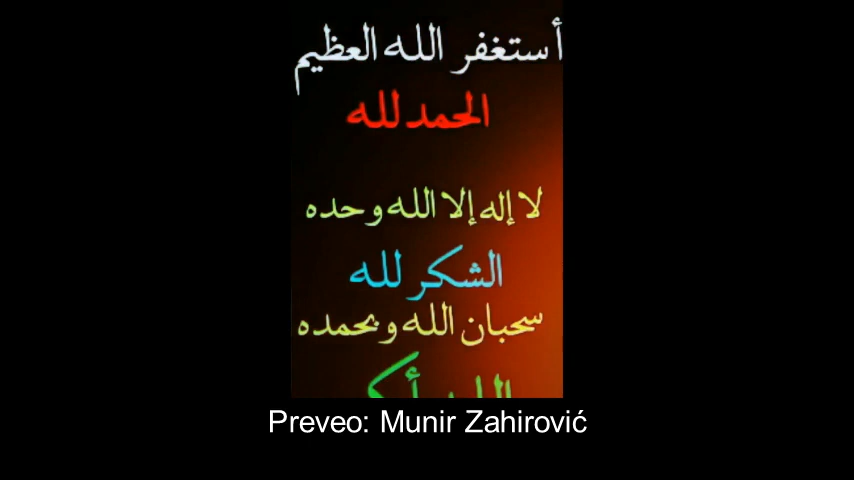 أستغفر الله العظيم
الحمد لله
لا إله إلا الله وحده
الشكر لله
سبحان الله وبحمده
Preveo: Munir Zahirović